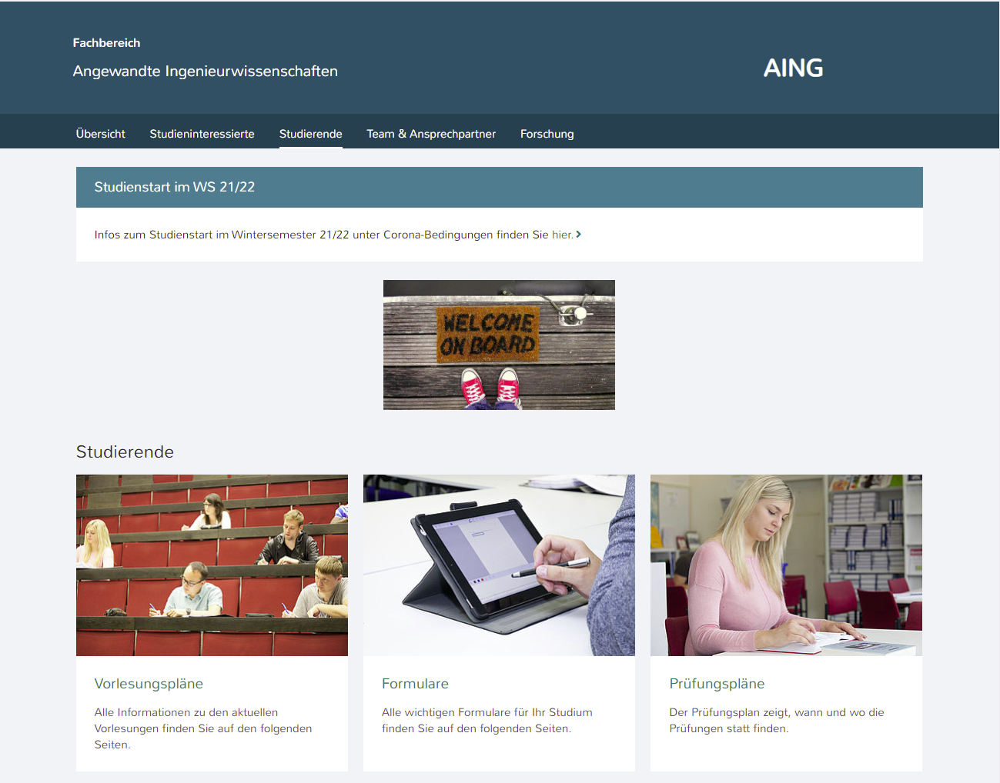 Fachbereich
Angewandte Ingenieurwissenschaften
AING
Übersicht Studieninteressierte Studierende Team & Ansprechpartner Forschung
Studienstart im WS 21/22
Infos zum Studienstart im Wintersemester 21/22 unter Corona-Bedingungen finden Sie hier.
WELCOME
ON BOARD
Studierende
Vorlesungspläne
Alle Informationen zu den aktuellen
Vorlesungen finden Sie auf den folgenden
Seiten.
Formulare
Alle wichtigen Formulare für Ihr Studium
finden Sie auf den folgenden Seiten.
Prüfungspläne
Der Prüfungsplan zeigt, wann und wo die
Prüfungen statt finden.